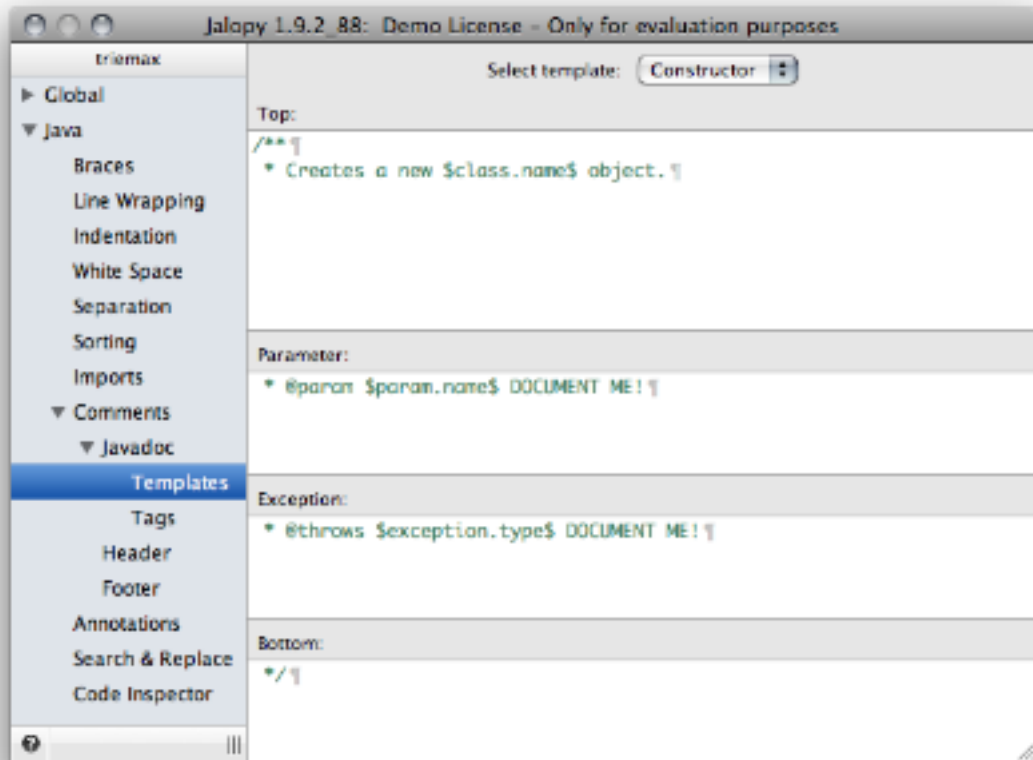 Jalopy 1.9.2_88: Demo License - Only for evaluation purposes
triemax
Global
Java
Braces
Line Wrapping
Indentation
White Space
Separation
Sorting
Imports
Comments
Javadoc
Templates
Tags
Header
Footer
Annotations
Search & Replace
Code Inspector
Select template: Constructor
Top:
/**¶
* Creates a new $class.name$ object.¶
Parameter:
* @param $param.name$ DOCUMENT ME!¶
Exception:
* @throws $exception.type$ DOCUMENT ME!¶
Bottom:
*/¶